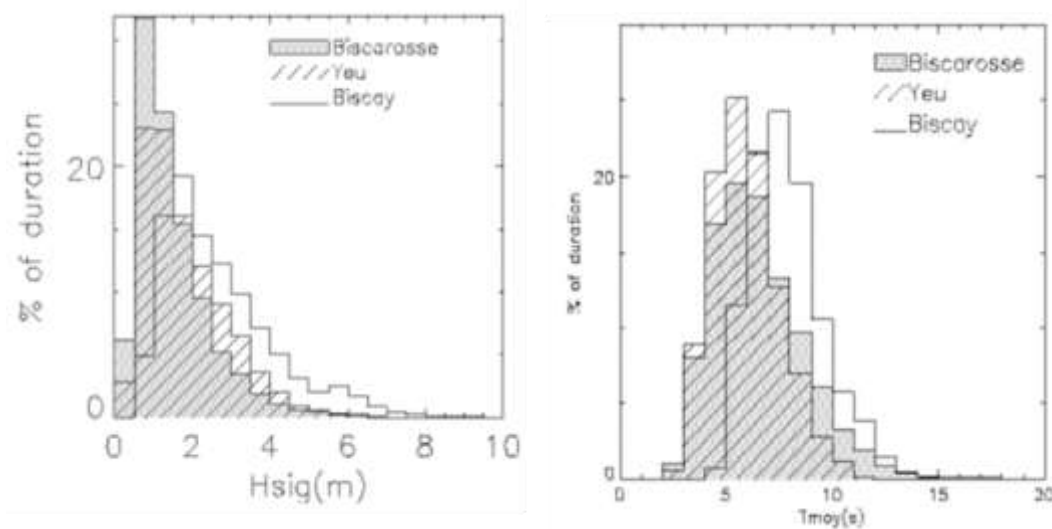 Biscarosse
Yeu
Biscay
20
0
% of duration
0 2 4 6 8 10
Hsig(m)
Biscarosse
Yeu
Biscay
20
0
% of duration
0 5 10 15 20
Tmoy(s)